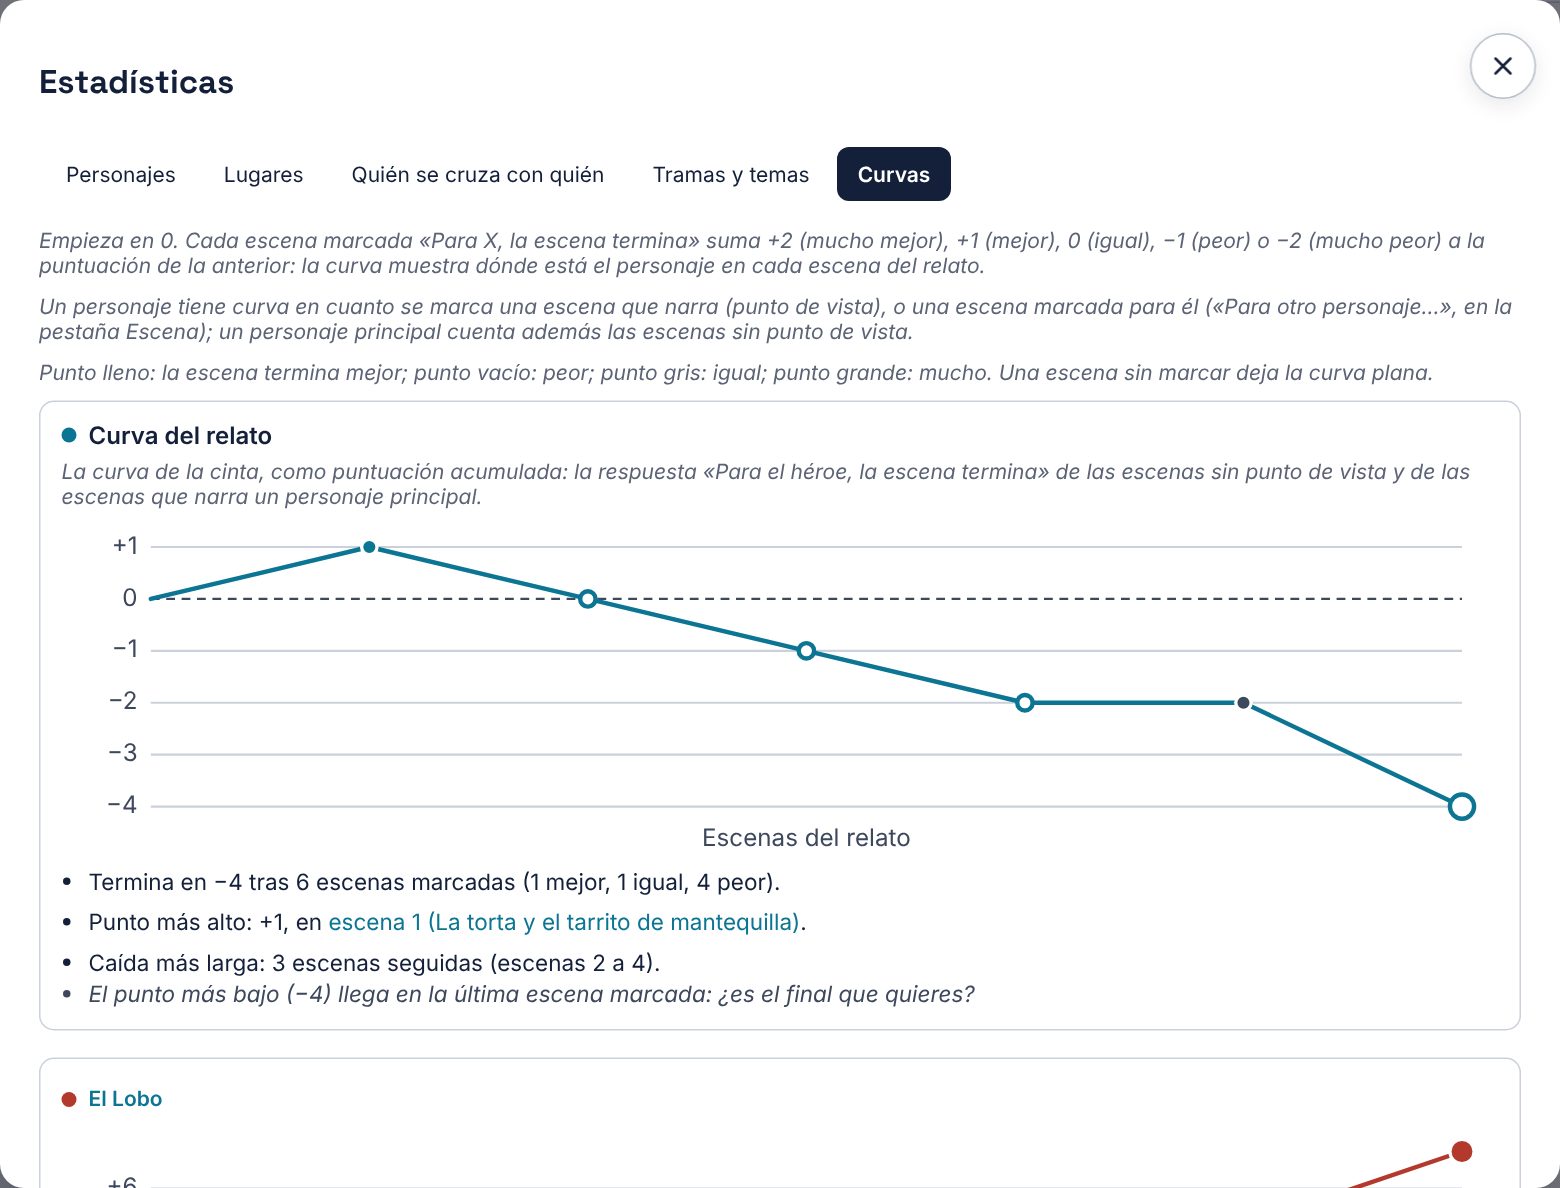 Estadísticas
Personajes
Lugares
Quién se cruza con quién
Tramas y temas
Curvas
Empieza en 0. Cada escena marcada «Para X, la escena termina» suma +2 (mucho mejor), +1 (mejor), 0 (igual), −1 (peor) o −2 (mucho peor) a la
puntuación de la anterior: la curva muestra dónde está el personaje en cada escena del relato.
Un personaje tiene curva en cuanto se marca una escena que narra (punto de vista), o una escena marcada para él («Para otro personaje…», en la
pestaña Escena); un personaje principal cuenta además las escenas sin punto de vista.
Punto lleno: la escena termina mejor; punto vacío: peor; punto gris: igual; punto grande: mucho. Una escena sin marcar deja la curva plana.
Curva del relato
La curva de la cinta, como puntuación acumulada: la respuesta «Para el héroe, la escena termina» de las escenas sin punto de vista y de las
escenas que narra un personaje principal.
+1
0
−1
−2
−3
−4
Escenas del relato
• Termina en −4 tras 6 escenas marcadas (1 mejor, 1 igual, 4 peor).
• Punto más alto: +1, en escena 1 (La torta y el tarrito de mantequilla).
• Caída más larga: 3 escenas seguidas (escenas 2 a 4).
• El punto más bajo (−4) llega en la última escena marcada: ¿es el final que quieres?
El Lobo
+6